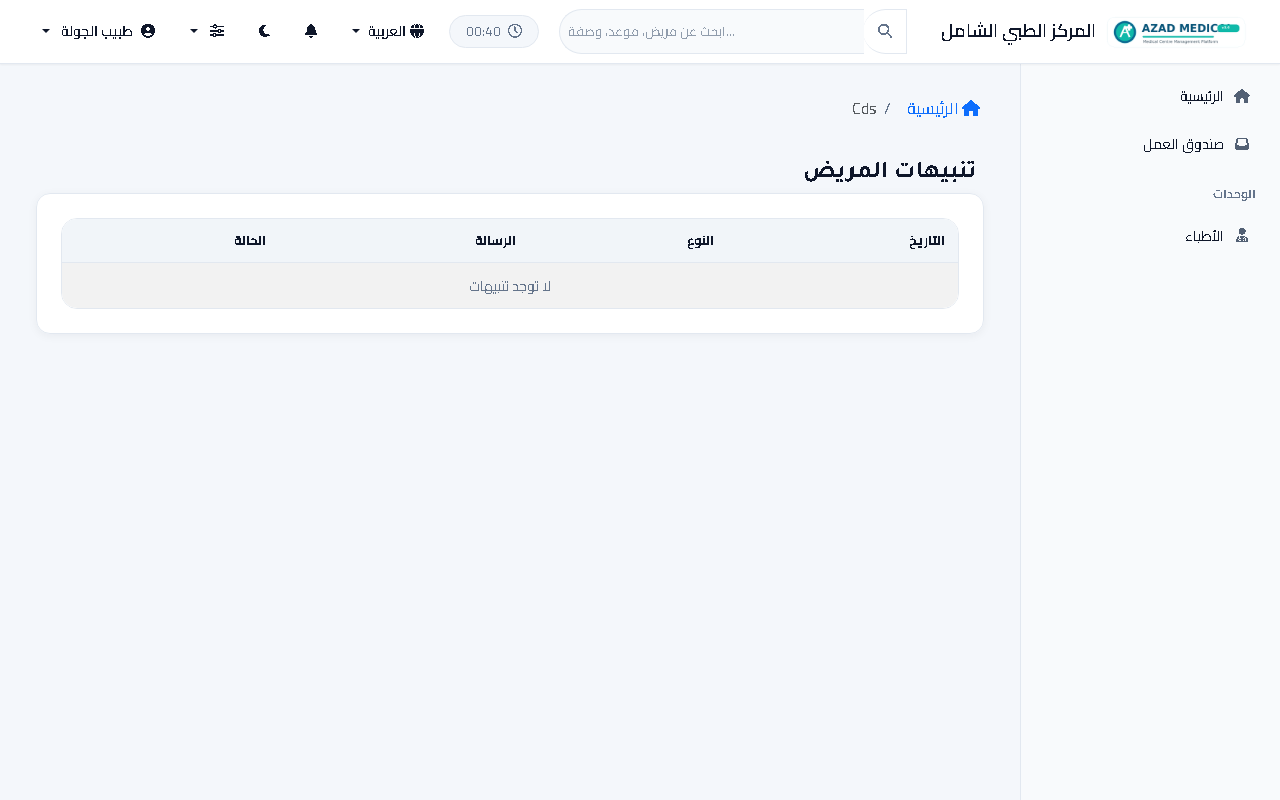 AZAD MEDIC
Medical Centre Management Platform
المركز الطبي الشامل
ابحث عن مريض، موعد، وصفة...
00:40
العربية
طبيب الجولة
الرئيسية
صندوق العمل
الوحدات
الأطباء
الرئيسية / Cds
تنبيهات المريض
التاريخ النوع الرسالة الحالة
لا توجد تنبيهات